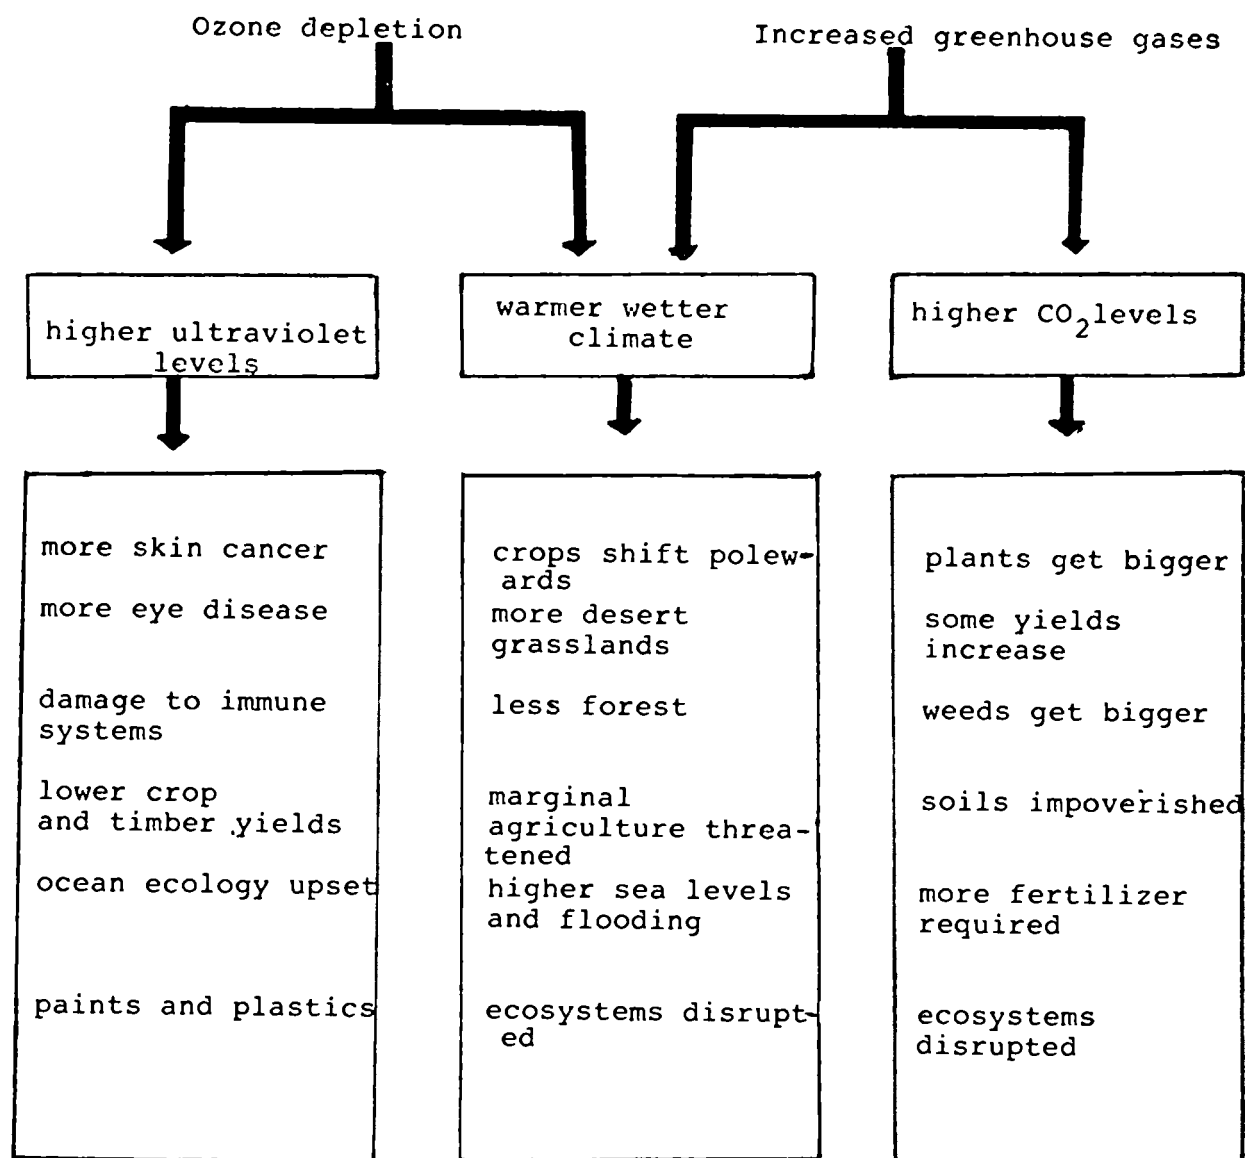 Ozone depletion
Increased greenhouse gases
higher ultraviolet
levels
warmer wetter
climate
higher CO2 levels
more skin cancer
more eye disease
damage to immune
systems
lower crop
and timber yields
ocean ecology upset
paints and plastics
crops shift polew-
ards
more desert
grasslands
less forest
marginal
agriculture threa-
tened
higher sea levels
and flooding
ecosystems disrupt-
ed
plants get bigger
some yields
increase
weeds get bigger
soils impoverished
more fertilizer
required
ecosystems
disrupted